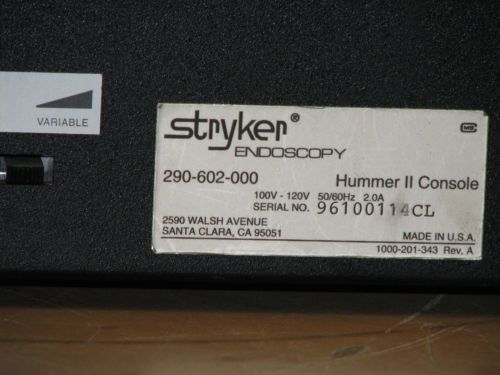 VARIABLE
stryker®
ENDOSCOPY
290-602-000 Hummer II Console
100V - 120V 50/60Hz 2.0A
SERIAL NO. 96100114CL
2590 WALSH AVENUE
SANTA CLARA, CA 95051
MADE IN U.S.A.
1000-201-343 Rev. A